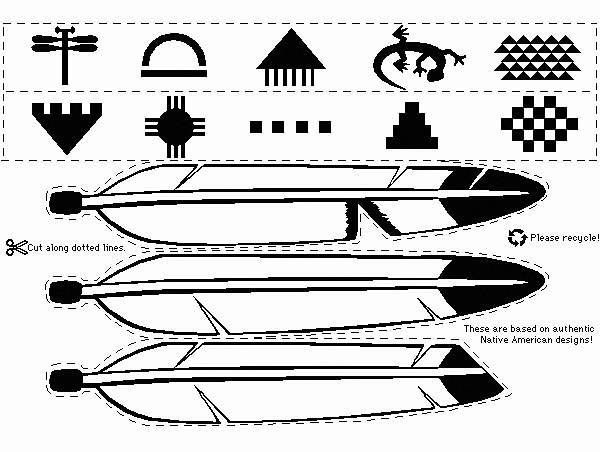 Please recycle!
Cut along dotted lines.
These are based on authentic
Native American designs!